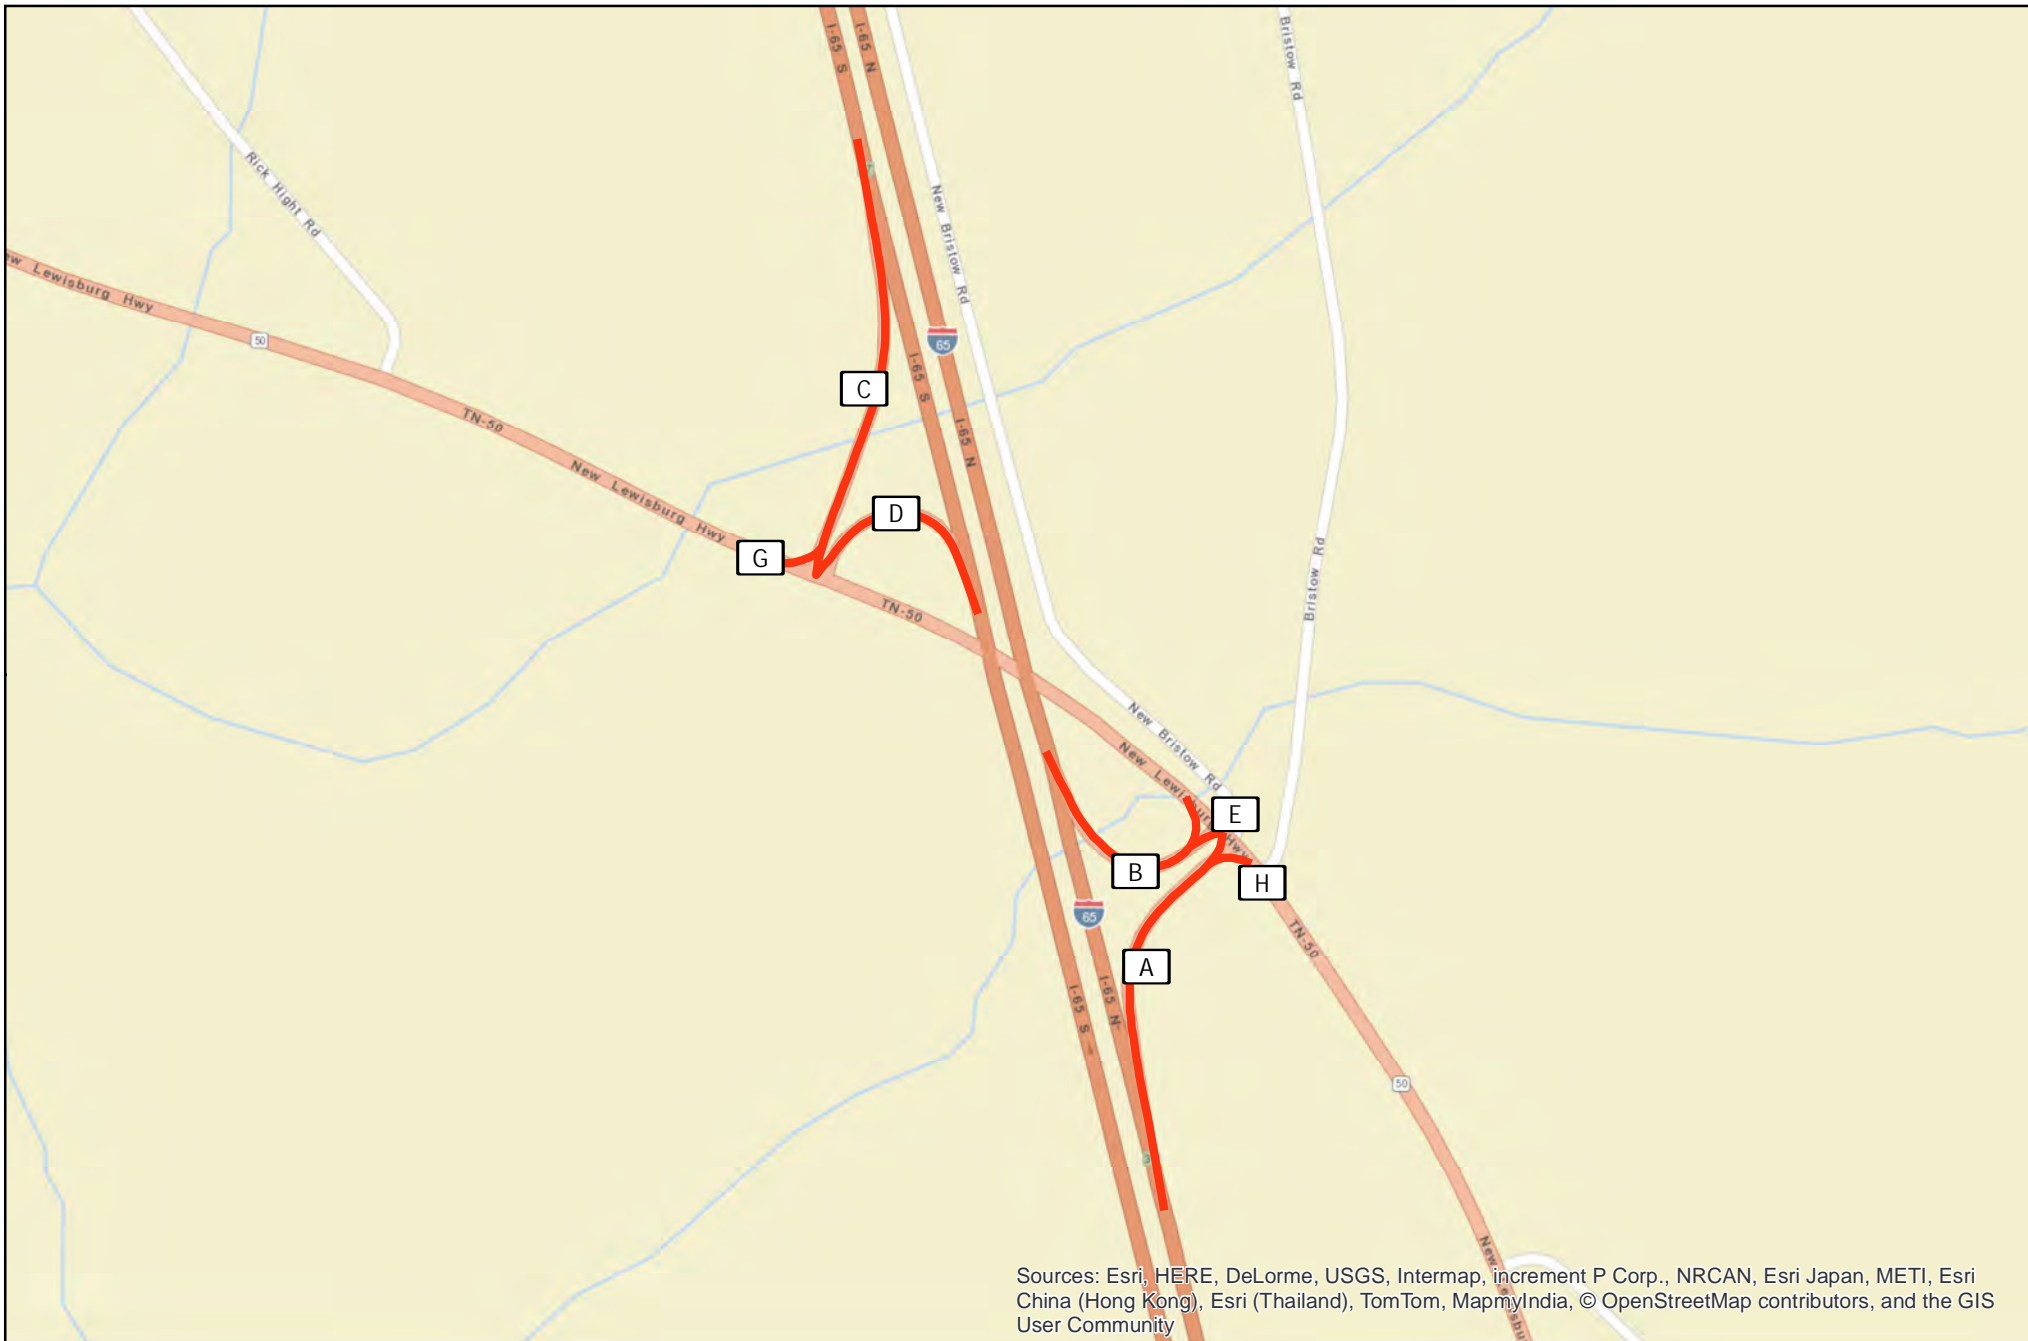 I-65 S
I-65 N
Bristow Rd
Rick Hight Rd
New Bristow Rd
ew Lewisburg Hwy
50
65
I-65 S
C
I-65 N
TN-50
New Lewisburg Hwy
D
G
Bristow Rd
TN-50
New Bristow Rd
New Lewisburg Hwy
E
B
H
65
TN-50
A
I-65 S
I-65 N
50
Sources: Esri, HERE, DeLorme, USGS, Intermap, increment P Corp., NRCAN, Esri Japan, METI, Esri
China (Hong Kong), Esri (Thailand), TomTom, MapmyIndia, © OpenStreetMap contributors, and the GIS
User Community